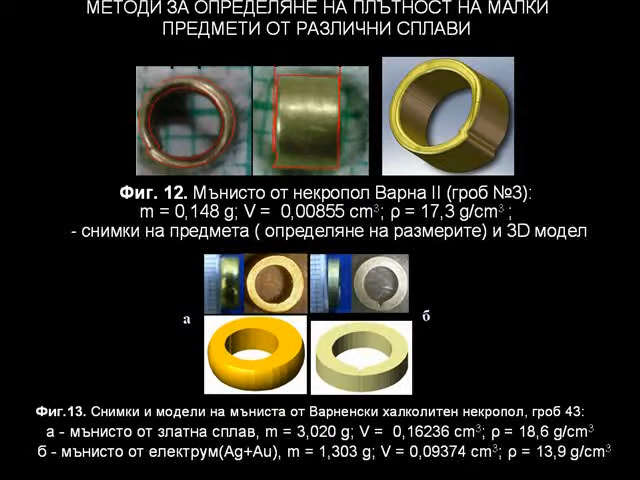 МЕТОДИ ЗА ОПРЕДЕЛЯНЕ НА ПЛЪТНОСТ НА МАЛКИ
ПРЕДМЕТИ ОТ РАЗЛИЧНИ СПЛАВИ
Фиг. 12. Мънисто от некропол Варна II (гроб №3):
m = 0,148 g; V = 0,00855 cm³; ρ = 17,3 g/cm³ ;
- снимки на предмета ( определяне на размерите) и 3D модел
а
б
Фиг.13. Снимки и модели на мъниста от Варненски халколитен некропол, гроб 43:
а - мънисто от златна сплав, m = 3,020 g; V = 0,16236 cm³; ρ = 18,6 g/cm³
б - мънисто от електрум(Ag+Au), m = 1,303 g; V = 0,09374 cm³; ρ = 13,9 g/cm³